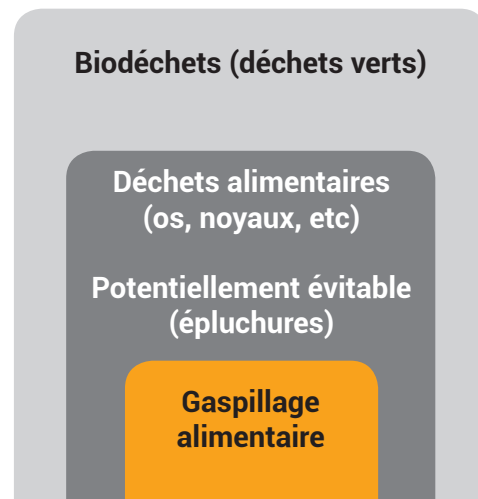 Biodéchets (déchets verts)
Déchets alimentaires
(os, noyaux, etc)
Potentiellement évitable
(épluchures)
Gaspillage
alimentaire